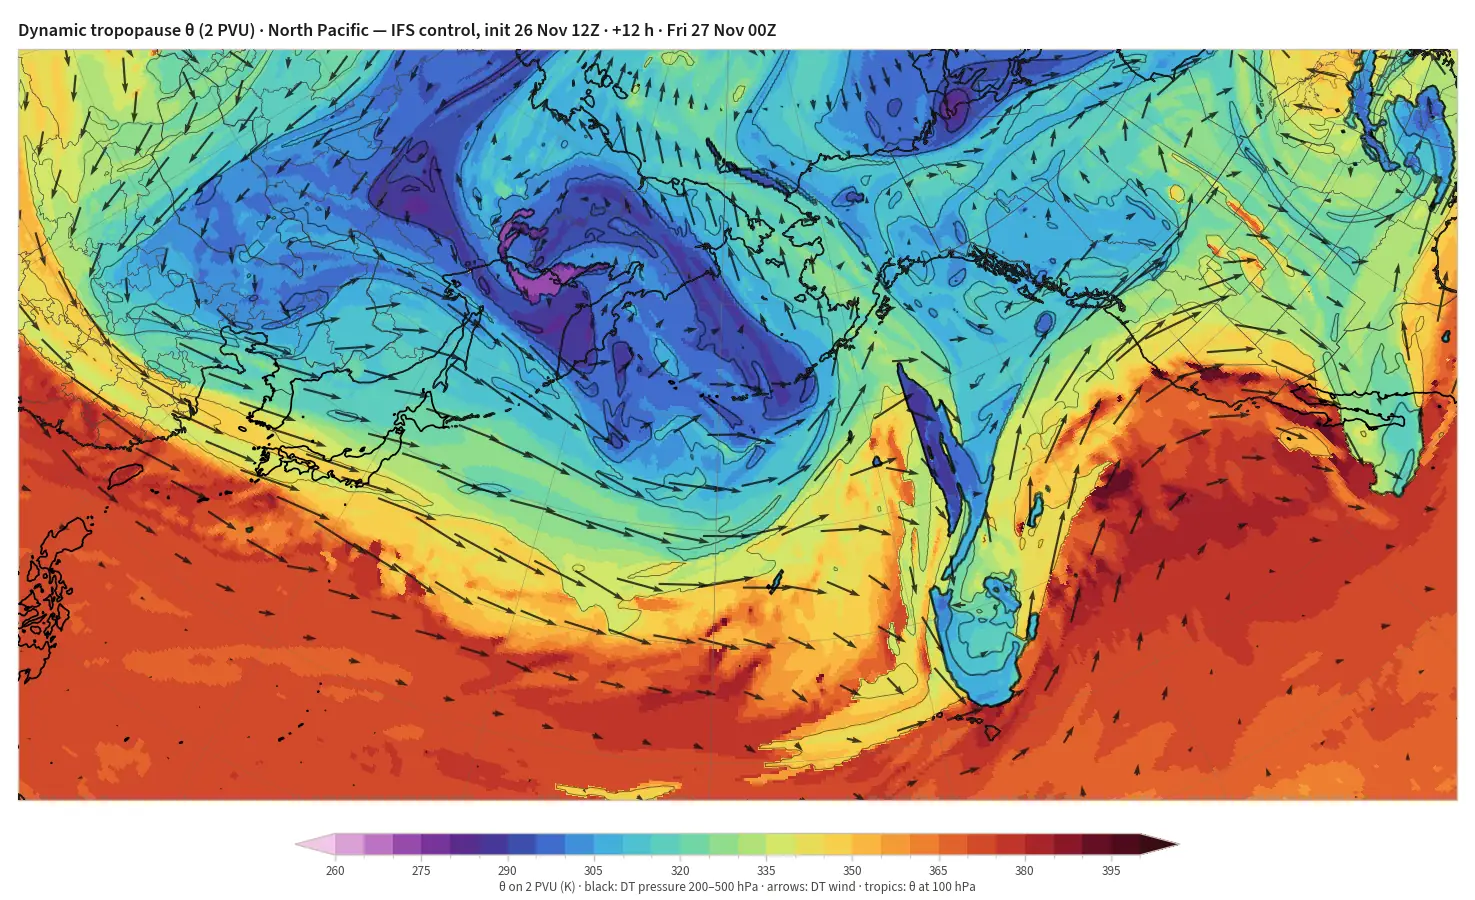 Dynamic tropopause θ (2 PVU) · North Pacific — IFS control, init 26 Nov 12Z · +12 h · Fri 27 Nov 00Z
260 275 290 305 320 335 350 365 380 395
θ on 2 PVU (K) · black: DT pressure 200–500 hPa · arrows: DT wind · tropics: θ at 100 hPa